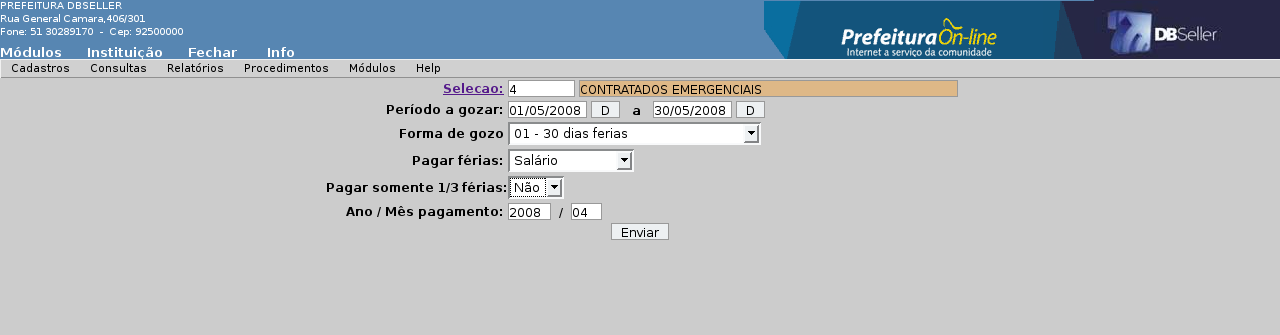 PREFEITURA DBSELLER
Rua General Camara,406/301
Fone: 51 30289170 - Cep: 92500000
Prefeitura On-line
Internet a serviço da comunidade
DBSeller
Módulos Instituição Fechar Info
Cadastros Consultas Relatórios Procedimentos Módulos Help
Selecao: 4 CONTRATADOS EMERGENCIAIS
Período a gozar: 01/05/2008 D a 30/05/2008 D
Forma de gozo 01 - 30 dias ferias
Pagar férias: Salário
Pagar somente 1/3 férias: Não
Ano / Mês pagamento: 2008 / 04
Enviar